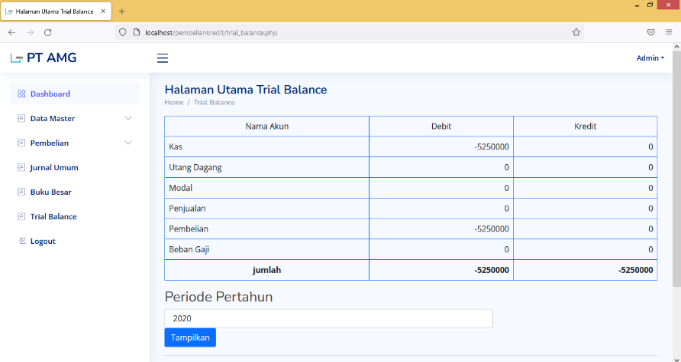 Halaman Utama Trial Balance
localhost/pembeliankredit/trial_balance.php
PT AMG
Admin
Dashboard
Data Master
Pembelian
Jurnal Umum
Buku Besar
Trial Balance
Logout
Halaman Utama Trial Balance
Home / Trial Balance
Nama Akun Debit Kredit
Kas -5250000 0
Utang Dagang 0 0
Modal 0 0
Penjualan 0 0
Pembelian -5250000 0
Beban Gaji 0 0
jumlah -5250000 -5250000
Periode Pertahun
2020
Tampilkan